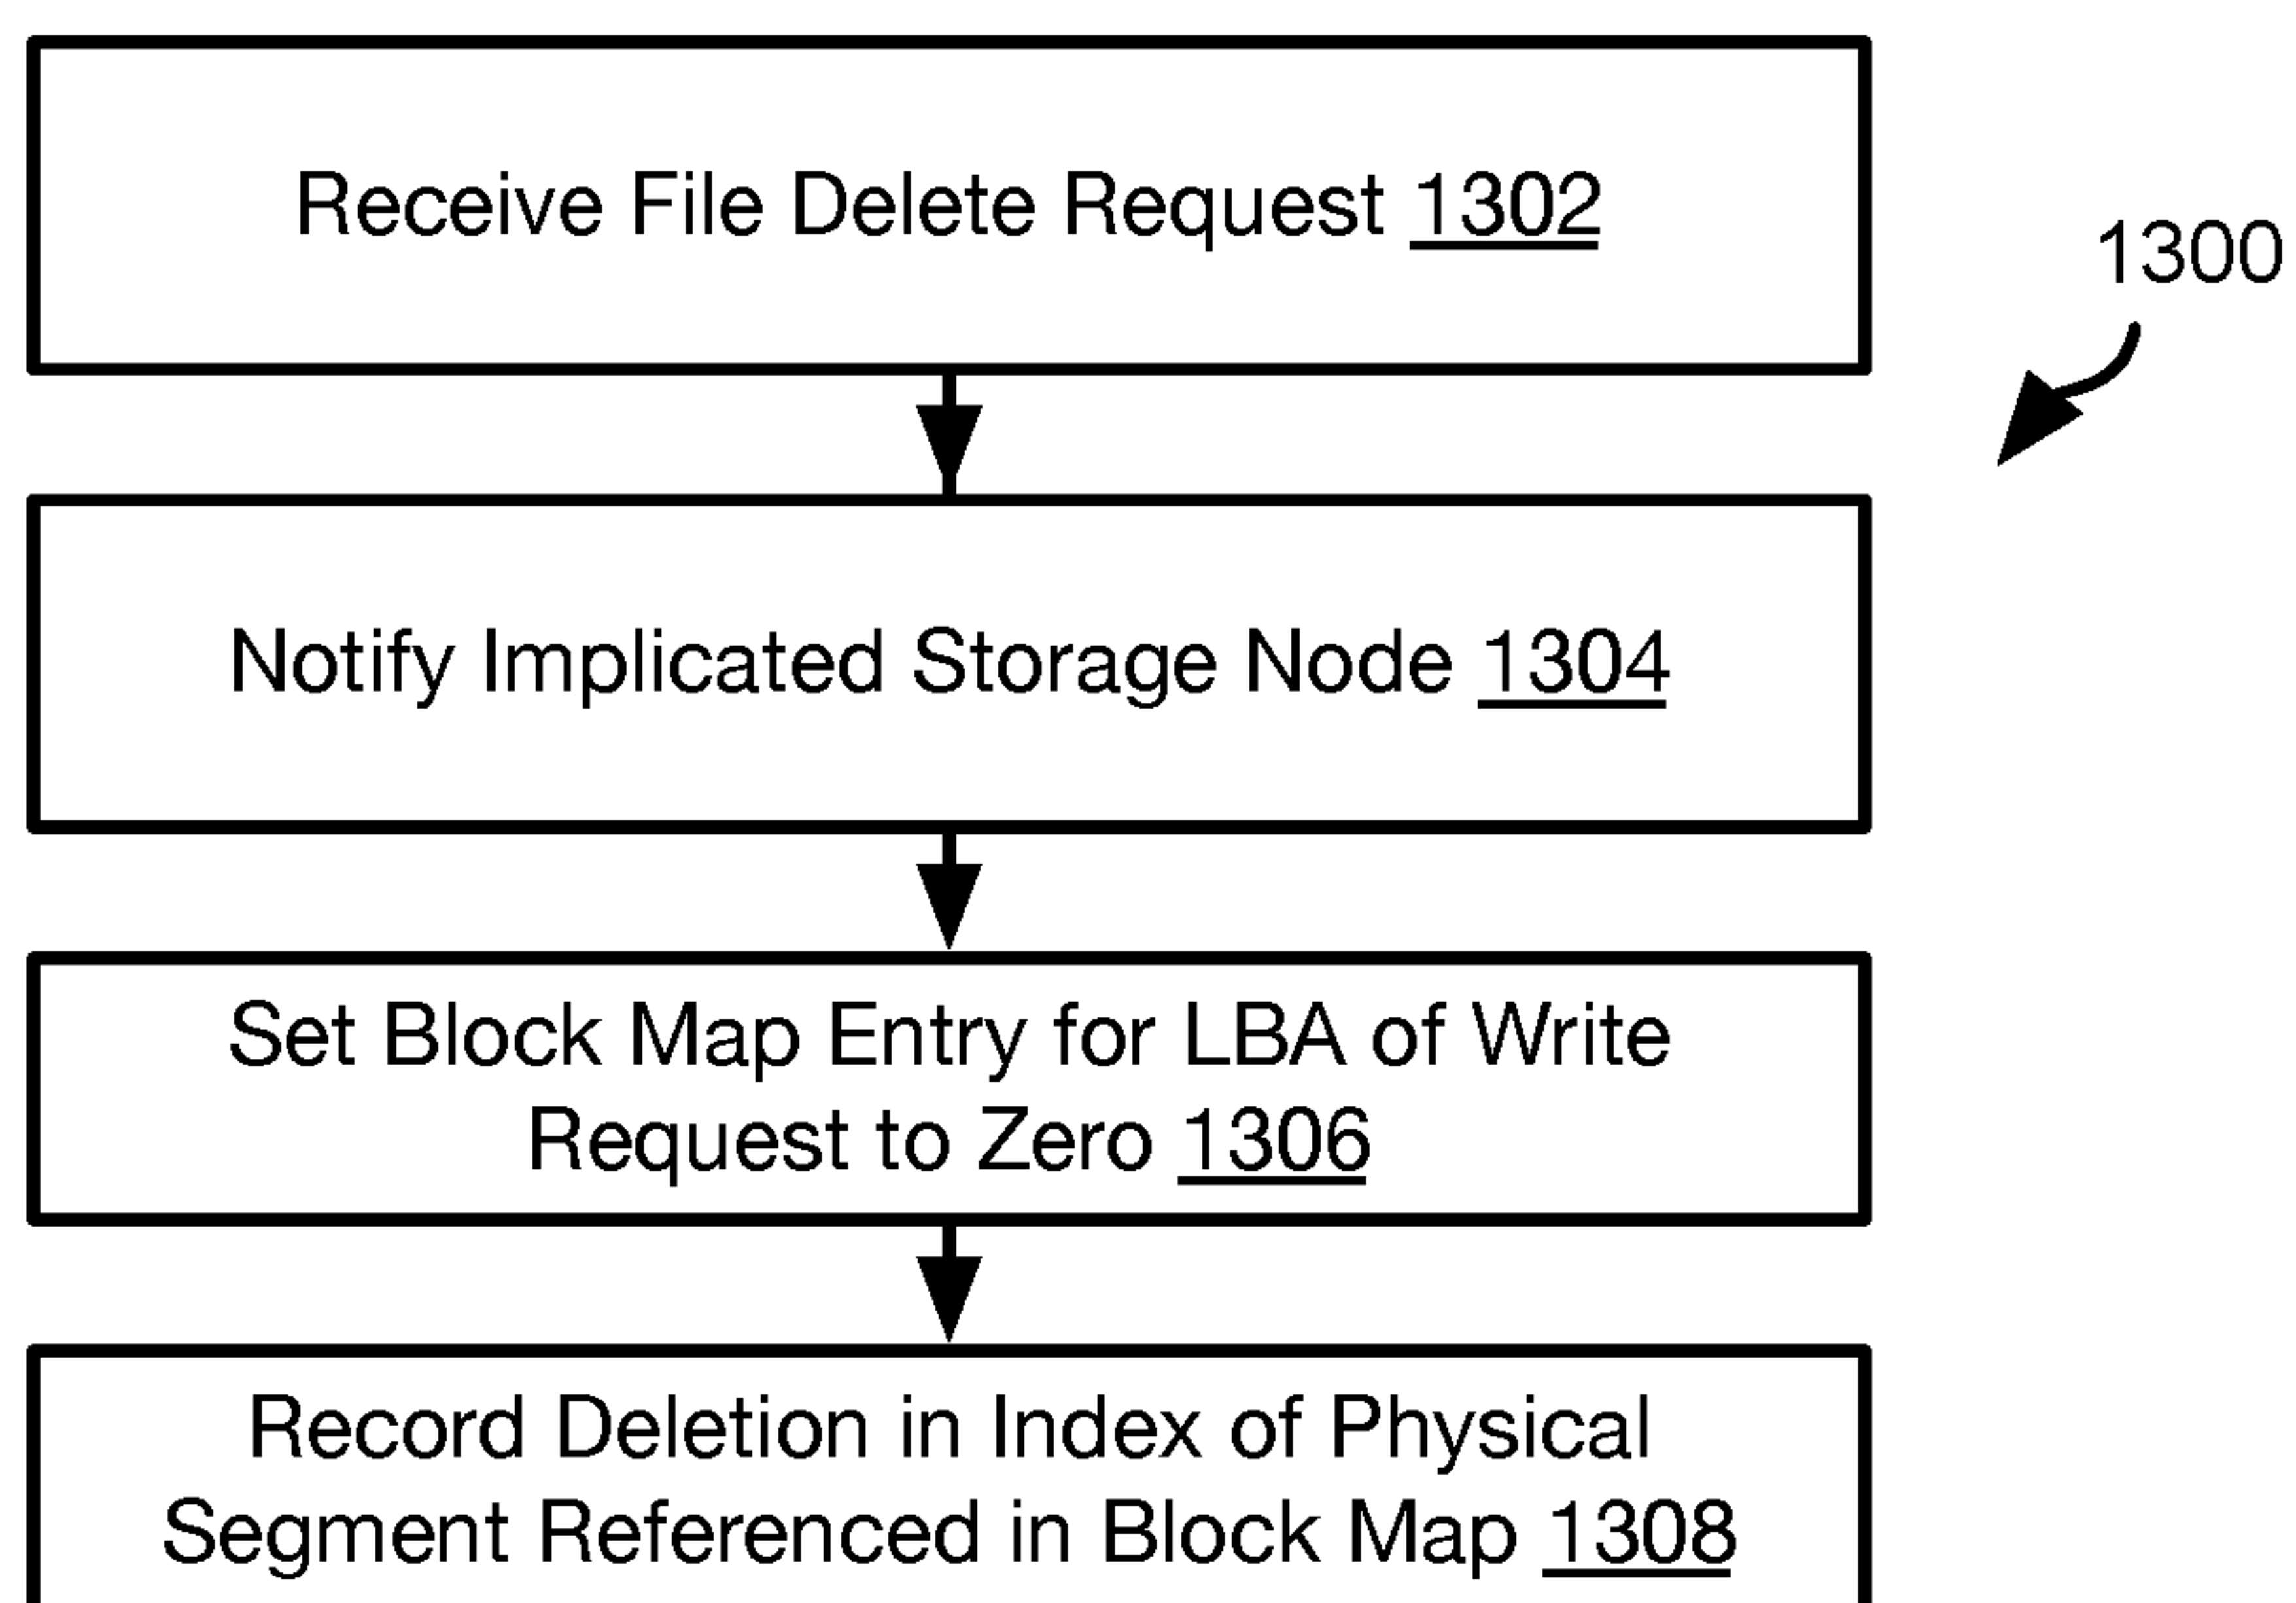 Receive File Delete Request 1302
1300
Notify Implicated Storage Node 1304
Set Block Map Entry for LBA of Write
Request to Zero 1306
Record Deletion in Index of Physical
Segment Referenced in Block Map 1308